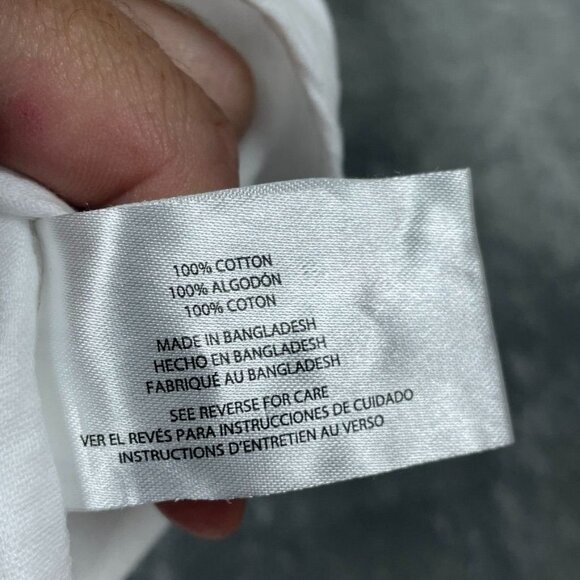 100% COTTON
100% ALGODÓN
100% COTON
MADE IN BANGLADESH
HECHO EN BANGLADESH
FABRIQUÉ AU BANGLADESH
SEE REVERSE FOR CARE
VER EL REVÉS PARA INSTRUCCIONES DE CUIDADO
INSTRUCTIONS D'ENTRETIEN AU VERSO